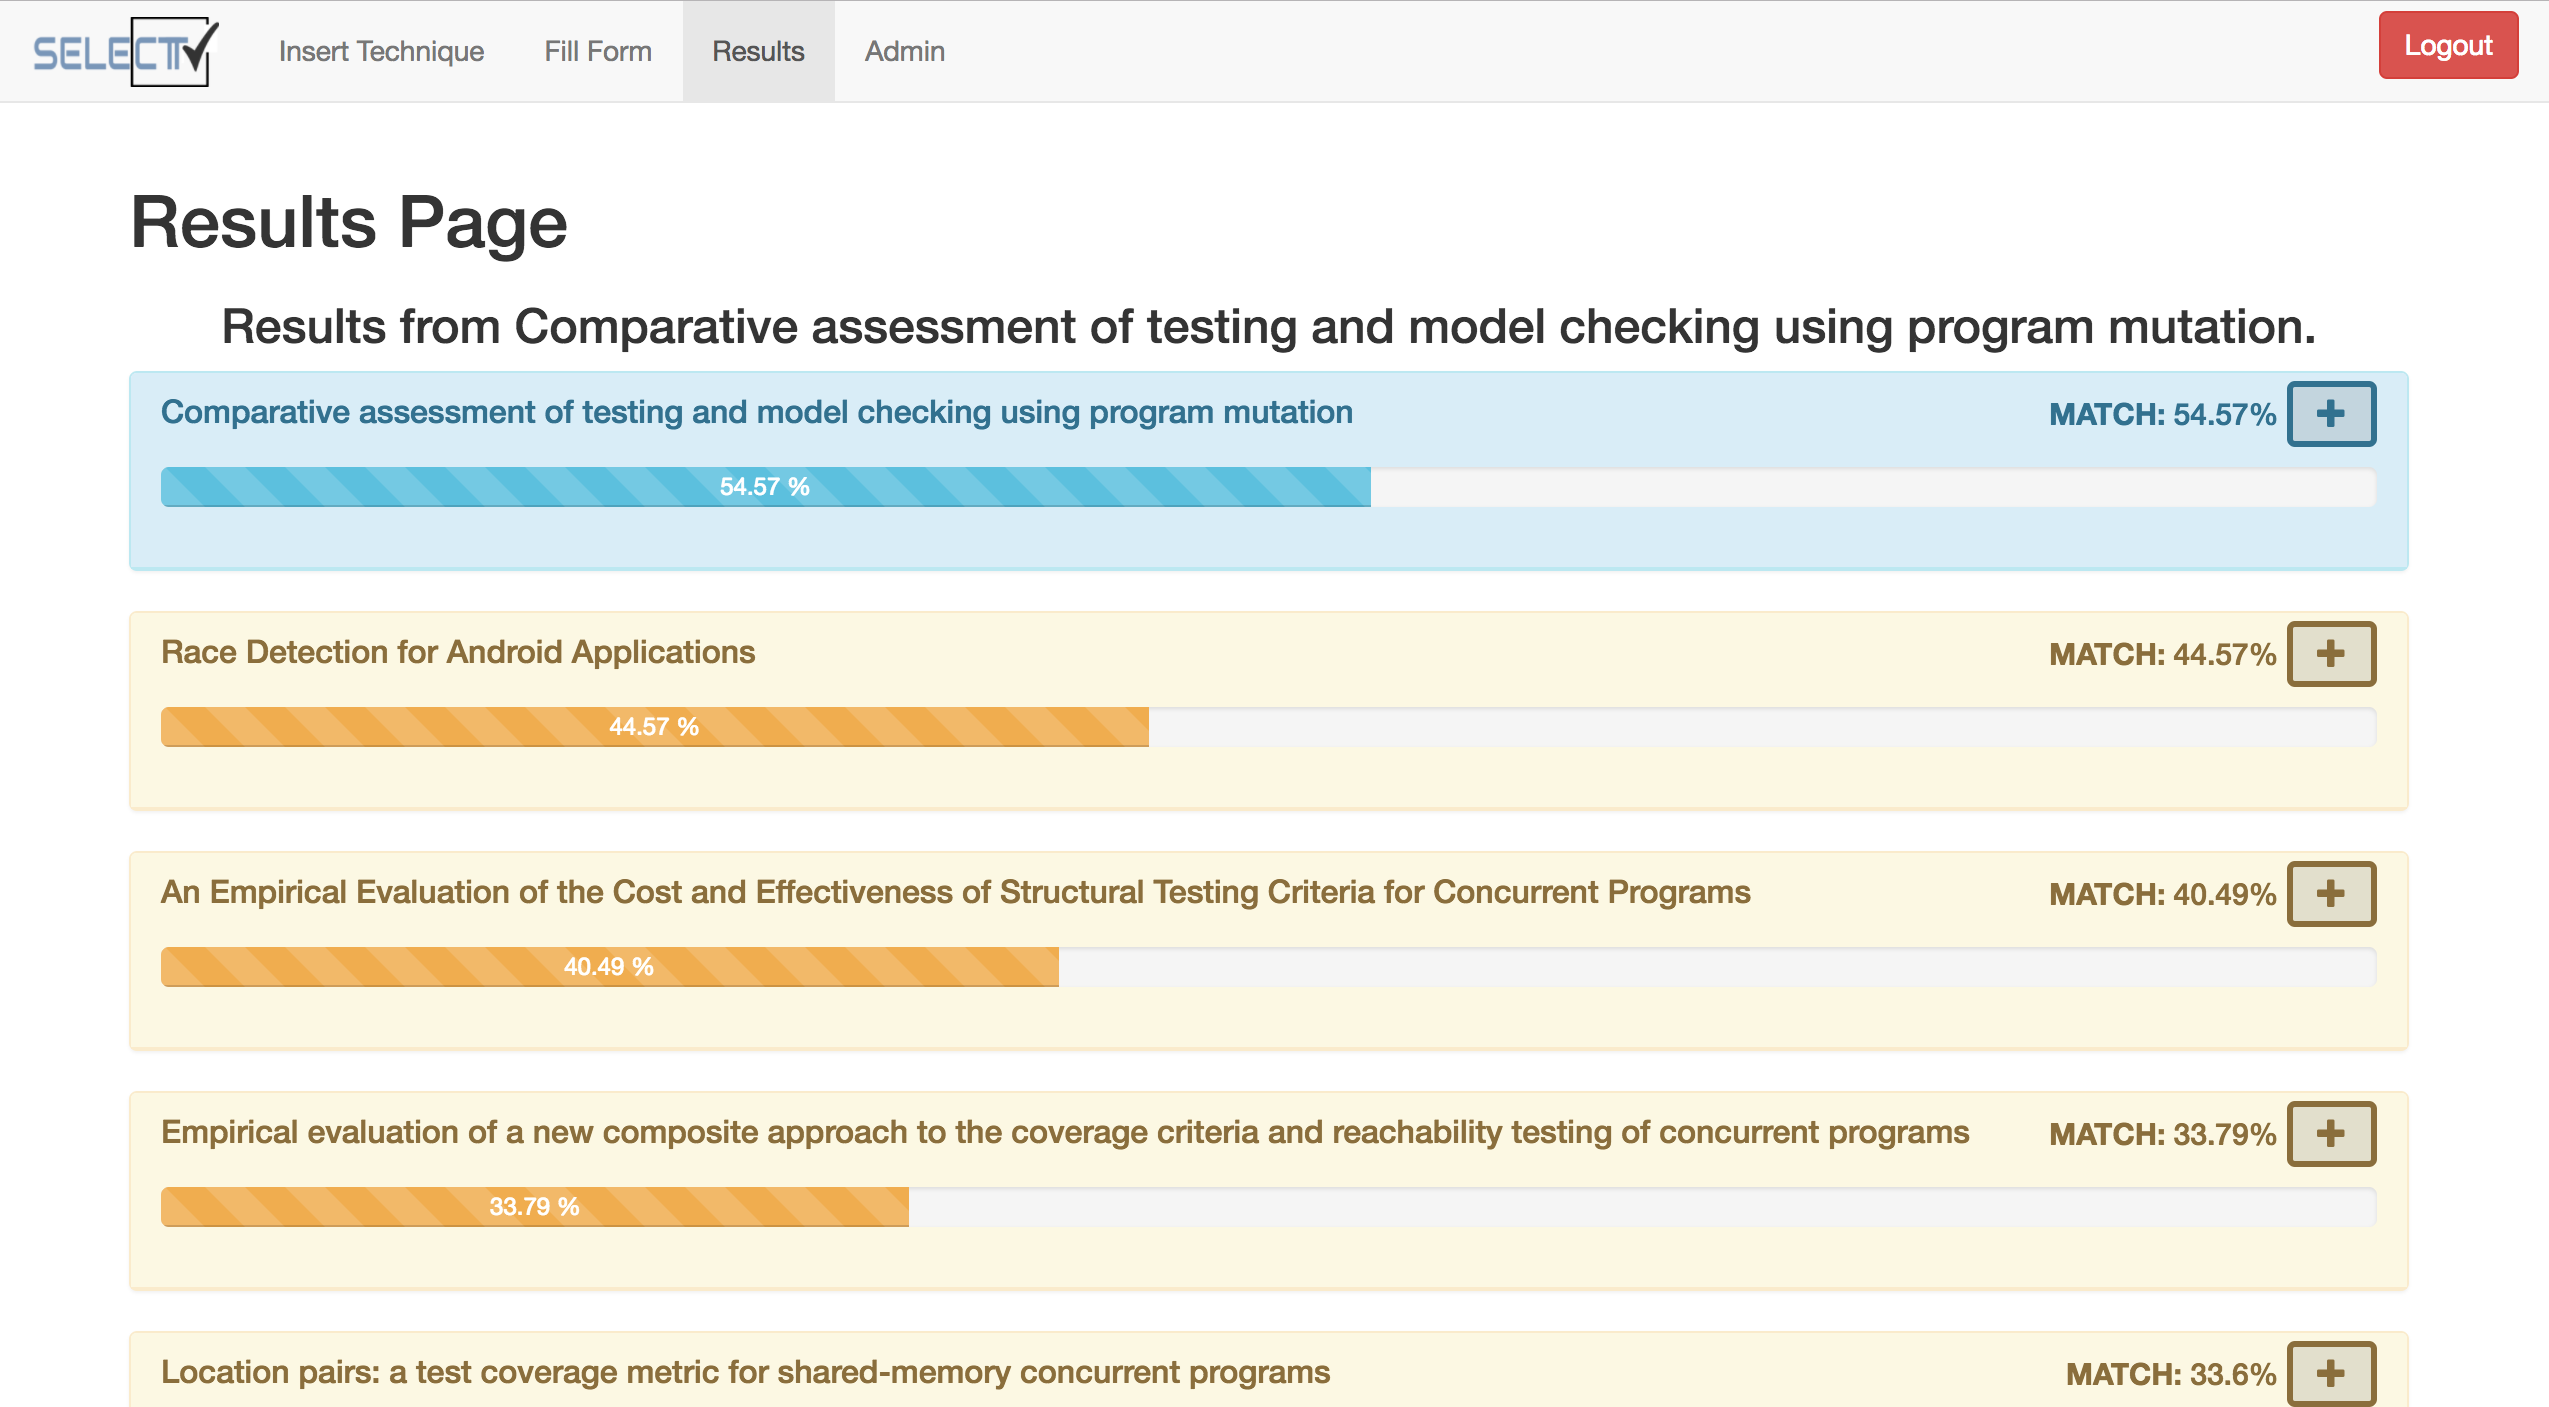 SELECTTV Insert Technique Fill Form Results Admin Logout
Results Page
Results from Comparative assessment of testing and model checking using program mutation.
Comparative assessment of testing and model checking using program mutation MATCH: 54.57%
54.57 %
Race Detection for Android Applications MATCH: 44.57%
44.57 %
An Empirical Evaluation of the Cost and Effectiveness of Structural Testing Criteria for Concurrent Programs MATCH: 40.49%
40.49 %
Empirical evaluation of a new composite approach to the coverage criteria and reachability testing of concurrent programs MATCH: 33.79%
33.79 %
Location pairs: a test coverage metric for shared-memory concurrent programs MATCH: 33.6%